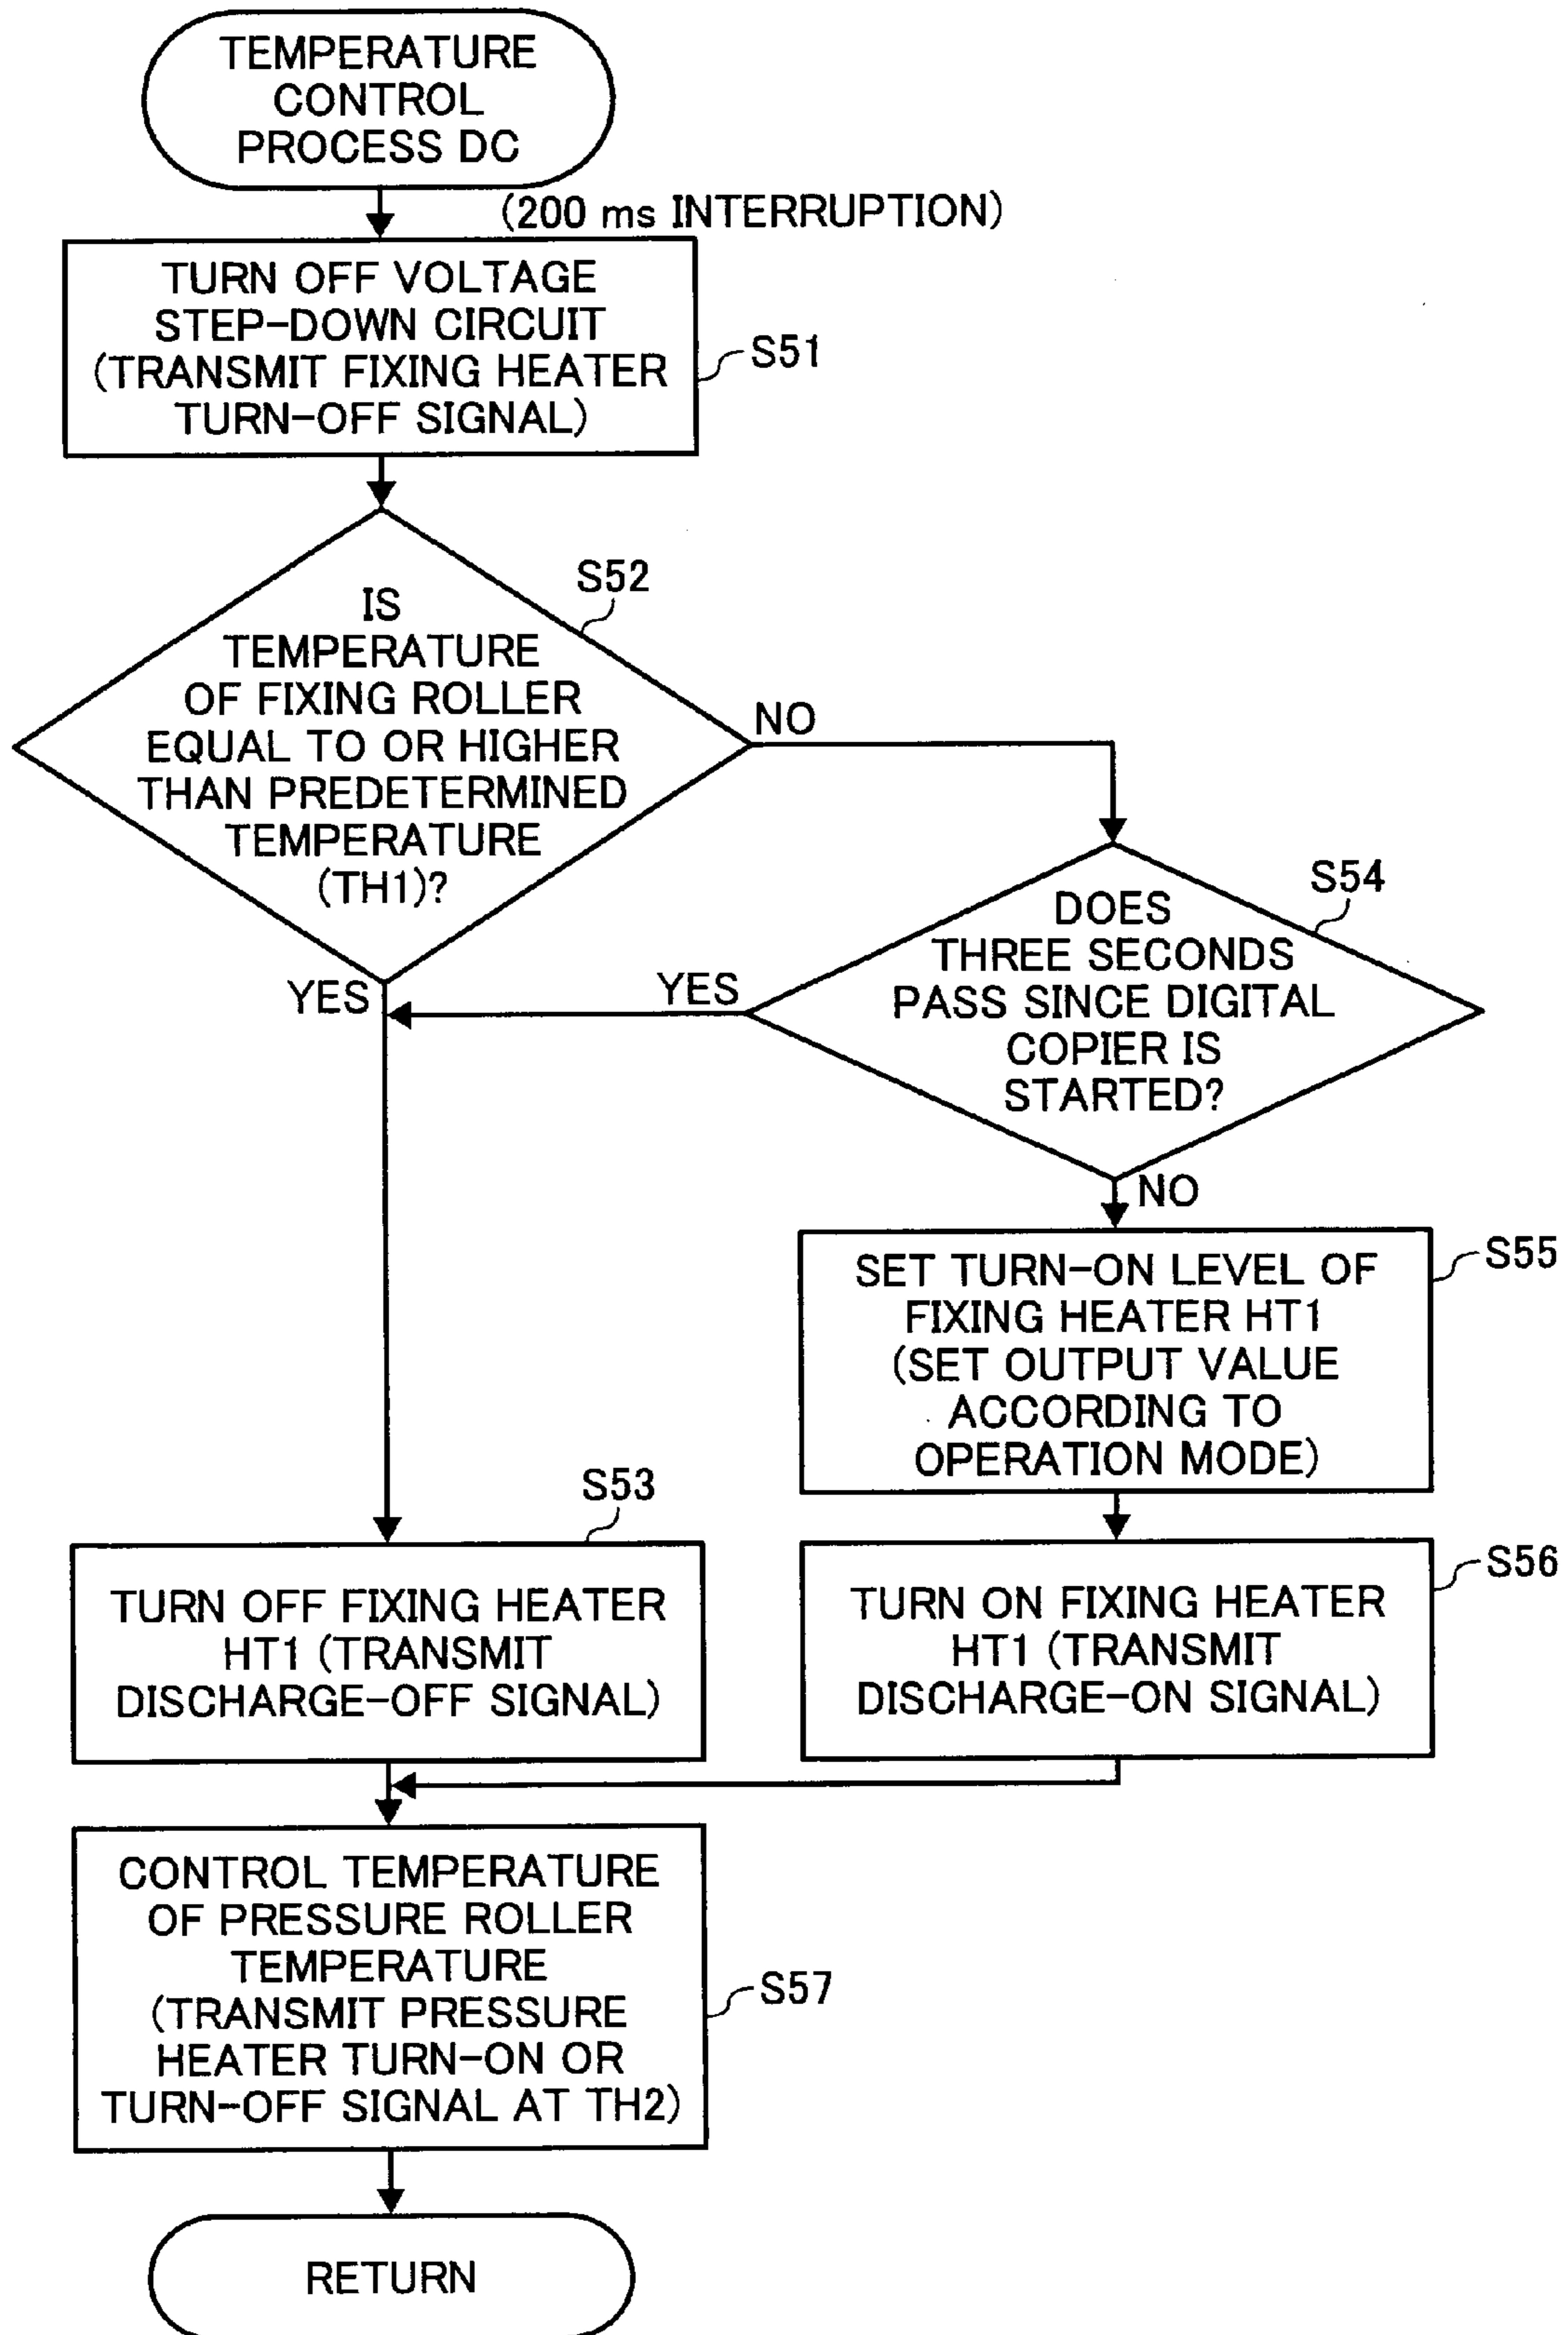 TEMPERATURE
CONTROL
PROCESS DC
(200 ms INTERRUPTION)
TURN OFF VOLTAGE
STEP-DOWN CIRCUIT
(TRANSMIT FIXING HEATER
TURN-OFF SIGNAL)
S51
S52
IS
TEMPERATURE
OF FIXING ROLLER
EQUAL TO OR HIGHER
THAN PREDETERMINED
TEMPERATURE
(TH1)?
NO
YES
S54
DOES
THREE SECONDS
PASS SINCE DIGITAL
COPIER IS
STARTED?
YES
NO
S55
SET TURN-ON LEVEL OF
FIXING HEATER HT1
(SET OUTPUT VALUE
ACCORDING TO
OPERATION MODE)
S53
TURN OFF FIXING HEATER
HT1 (TRANSMIT
DISCHARGE-OFF SIGNAL)
S56
TURN ON FIXING HEATER
HT1 (TRANSMIT
DISCHARGE-ON SIGNAL)
CONTROL TEMPERATURE
OF PRESSURE ROLLER
TEMPERATURE
(TRANSMIT PRESSURE
HEATER TURN-ON OR
TURN-OFF SIGNAL AT TH2)
S57
RETURN